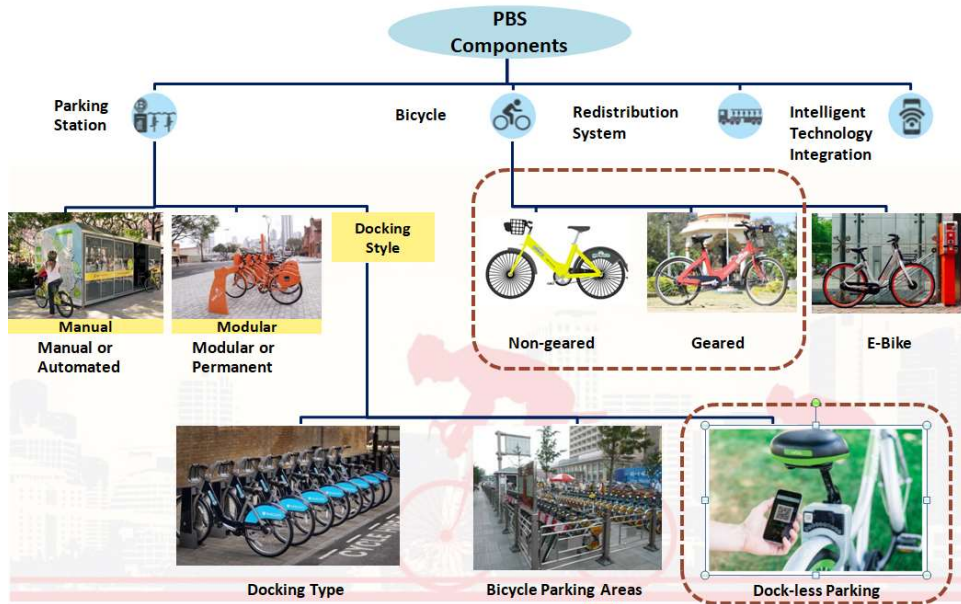 PBS
Components
Parking
Station
Bicycle
Redistribution
System
Intelligent
Technology
Integration
Docking
Style
Manual
Manual or
Automated
Modular
Modular or
Permanent
Non-geared
Geared
E-Bike
CYCLE
Docking Type
Bicycle Parking Areas
Dock-less Parking